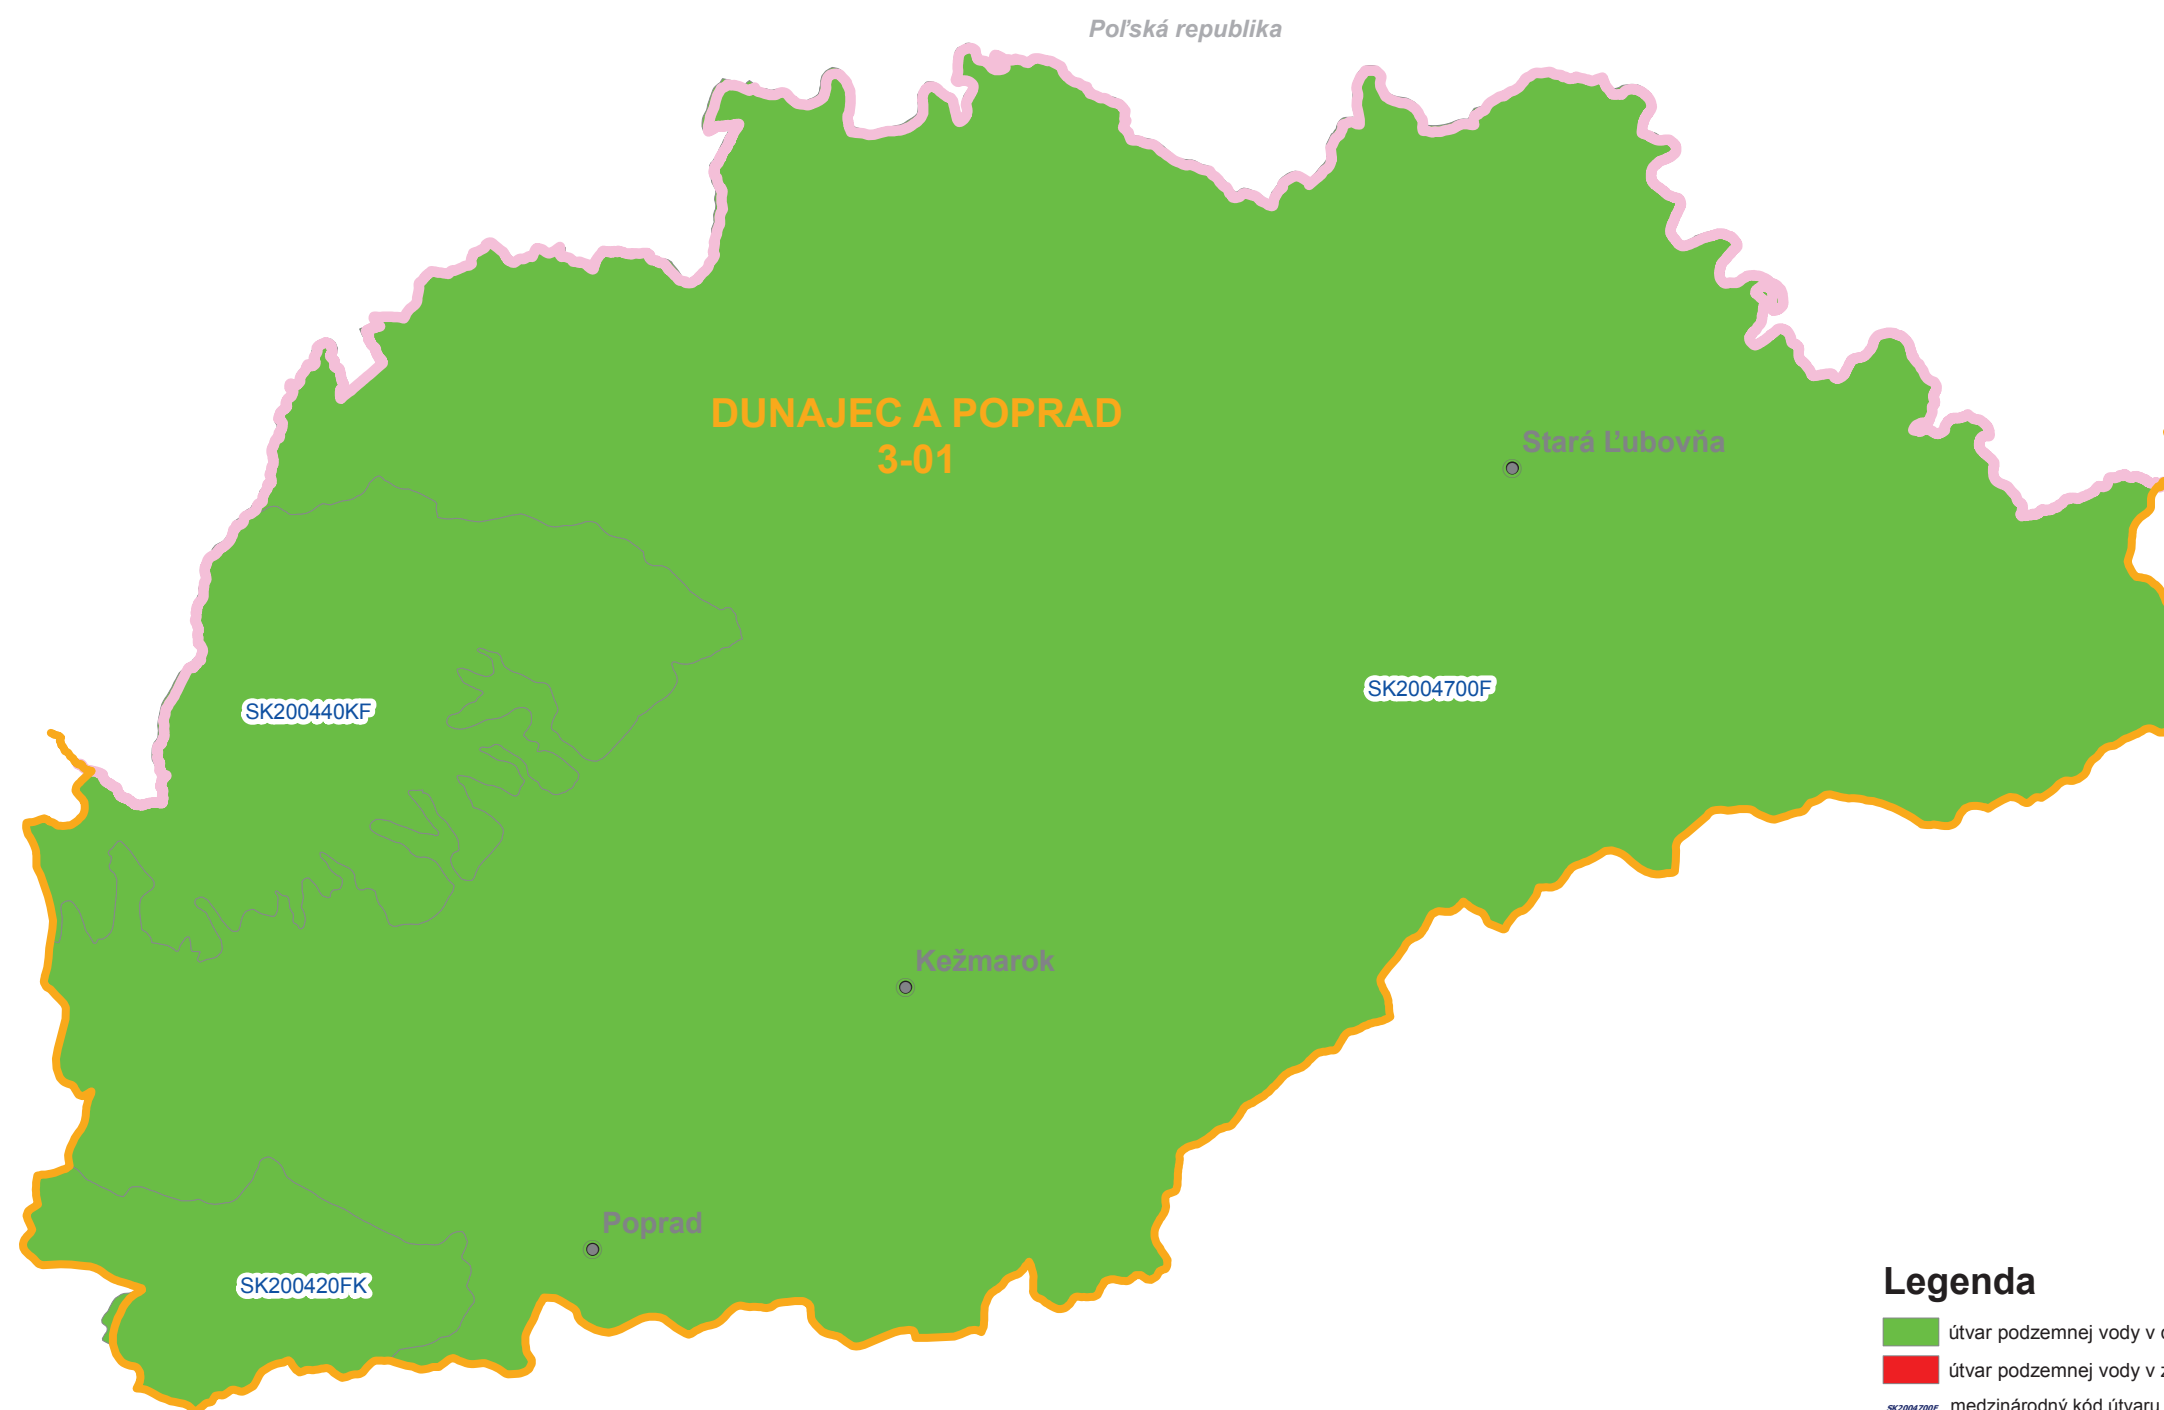 Poľská republika
DUNAJEC A POPRAD
3-01
Stará Ľubovňa
SK2004700F
SK200440KF
Kežmarok
Poprad
SK200420FK
Legenda
útvar podzemnej vody v
útvar podzemnej vody v
SK2004700F medzinárodný kód útvaru